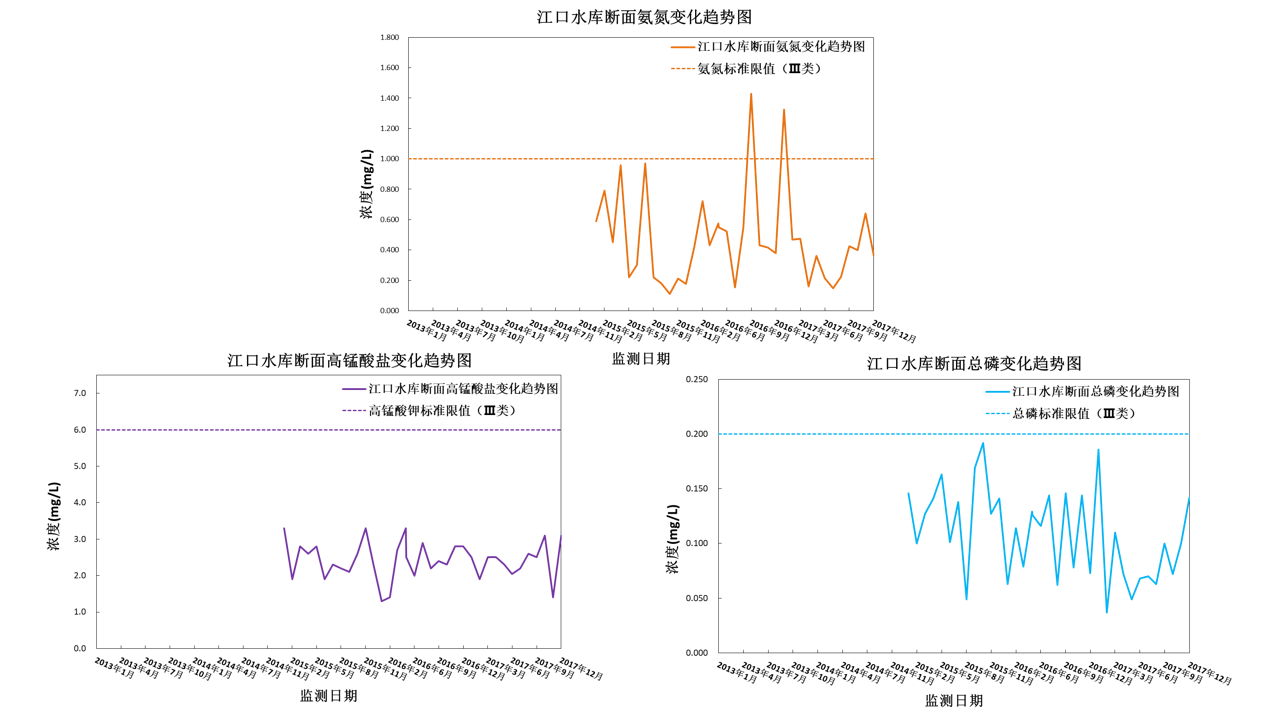 江口水库断面氨氮变化趋势图
江口水库断面氨氮变化趋势图
氨氮标准限值（Ⅲ类）
1.800
1.600
1.400
1.200
1.000
0.800
0.600
0.400
0.200
0.000
浓度(mg/L)
2013年1月
2013年4月
2013年7月
2013年10月
2014年1月
2014年4月
2014年7月
2014年11月
2015年2月
2015年5月
2015年8月
2015年11月
2016年2月
2016年6月
2016年9月
2016年12月
2017年3月
2017年6月
2017年9月
2017年12月
监测日期
江口水库断面高锰酸盐变化趋势图
江口水库断面高锰酸盐变化趋势图
高锰酸钾标准限值（Ⅲ类）
7.0
6.0
5.0
4.0
3.0
2.0
1.0
0.0
浓度(mg/L)
2013年1月
2013年4月
2013年7月
2013年10月
2014年1月
2014年4月
2014年7月
2014年11月
2015年2月
2015年5月
2015年8月
2015年11月
2016年2月
2016年6月
2016年9月
2016年12月
2017年3月
2017年6月
2017年9月
2017年12月
监测日期
江口水库断面总磷变化趋势图
江口水库断面总磷变化趋势图
总磷标准限值（Ⅲ类）
0.250
0.200
0.150
0.100
0.050
0.000
浓度(mg/L)
2013年1月
2013年4月
2013年7月
2013年10月
2014年1月
2014年4月
2014年7月
2014年11月
2015年2月
2015年5月
2015年8月
2015年11月
2016年2月
2016年6月
2016年9月
2016年12月
2017年3月
2017年6月
2017年9月
2017年12月
监测日期